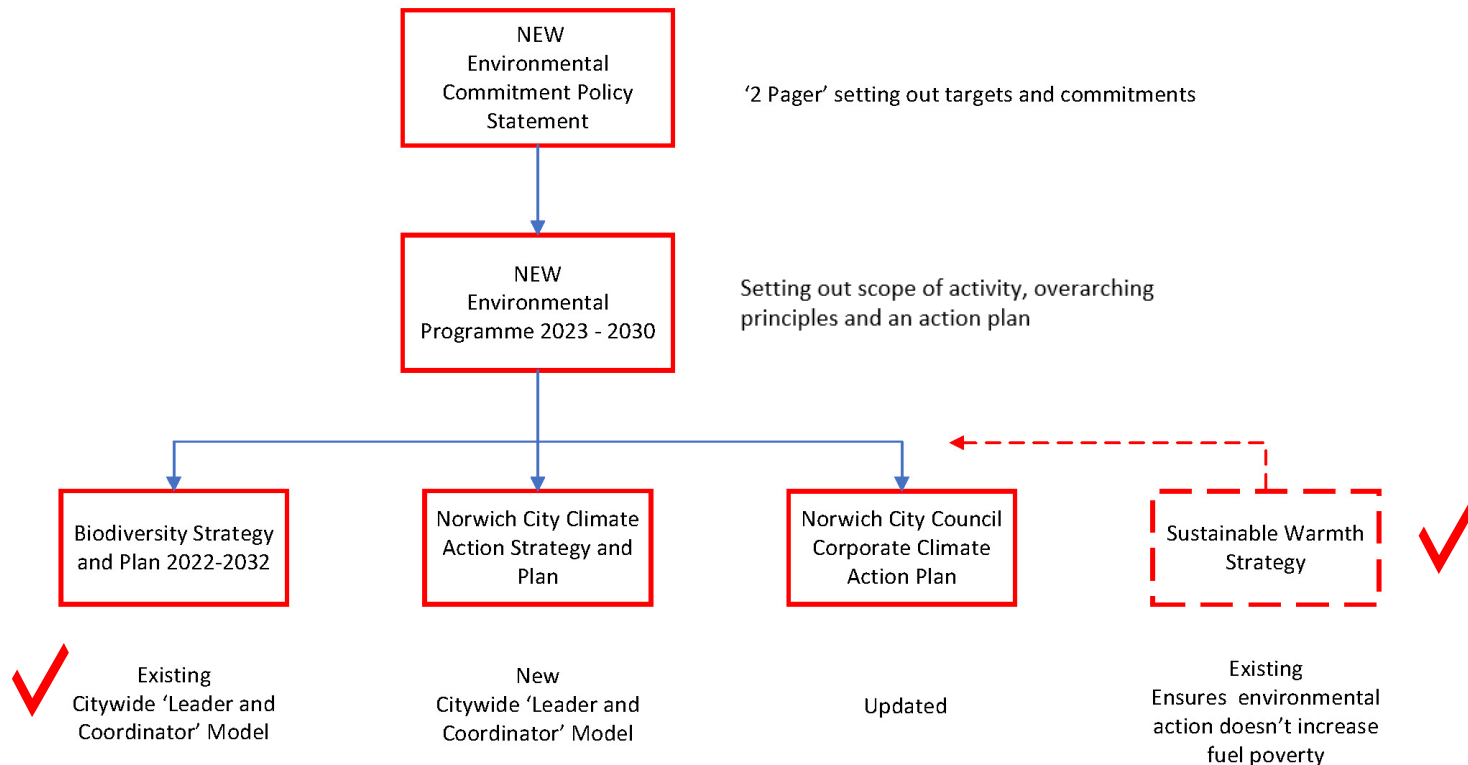 NEW
Environmental
Commitment Policy
Statement
‘2 Pager’ setting out targets and commitments
NEW
Environmental
Programme 2023 - 2030
Setting out scope of activity, overarching
principles and an action plan
Biodiversity Strategy
and Plan 2022-2032
Norwich City Climate
Action Strategy and
Plan
Norwich City Council
Corporate Climate
Action Plan
Sustainable Warmth
Strategy
Existing
Citywide ‘Leader and
Coordinator’ Model
New
Citywide ‘Leader and
Coordinator’ Model
Updated
Existing
Ensures environmental
action doesn’t increase
fuel poverty